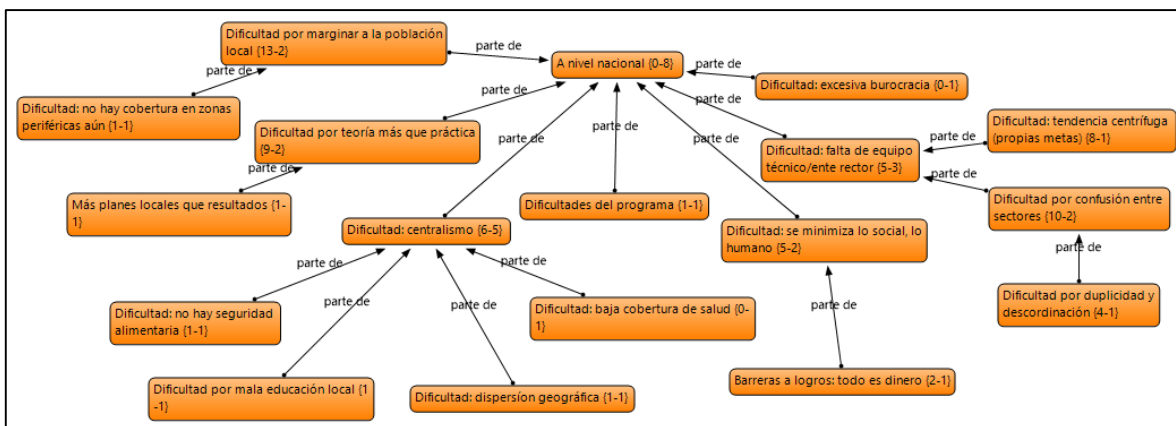 Dificultad por marginar a la población
local {13-2}
parte de
A nivel nacional {0-8}
parte de
Dificultad: excesiva burocracia {0-1}
parte de
Dificultad: no hay cobertura en zonas
periféricas aún {1-1}
Dificultad por teoría más que práctica
{9-2}
parte de
parte de
parte de
parte de
parte de
Dificultad: tendencia centrífuga
(propias metas) {8-1}
parte de
Dificultad: falta de equipo
técnico/ente rector {5-3}
parte de
parte de
Más planes locales que resultados {1-
1}
Dificultades del programa {1-1}
Dificultad por confusión entre
sectores {10-2}
Dificultad: centralismo {6-5}
Dificultad: se minimiza lo social, lo
humano {5-2}
parte de
parte de
parte de
parte de
parte de
parte de
Dificultad: no hay seguridad
alimentaria {1-1}
Dificultad: baja cobertura de salud {0-
1}
Dificultad por duplicidad y
descordinación {4-1}
Dificultad por mala educación local {1
-1}
Dificultad: dispersíon geográfica {1-1}
Barreras a logros: todo es dinero {2-1}